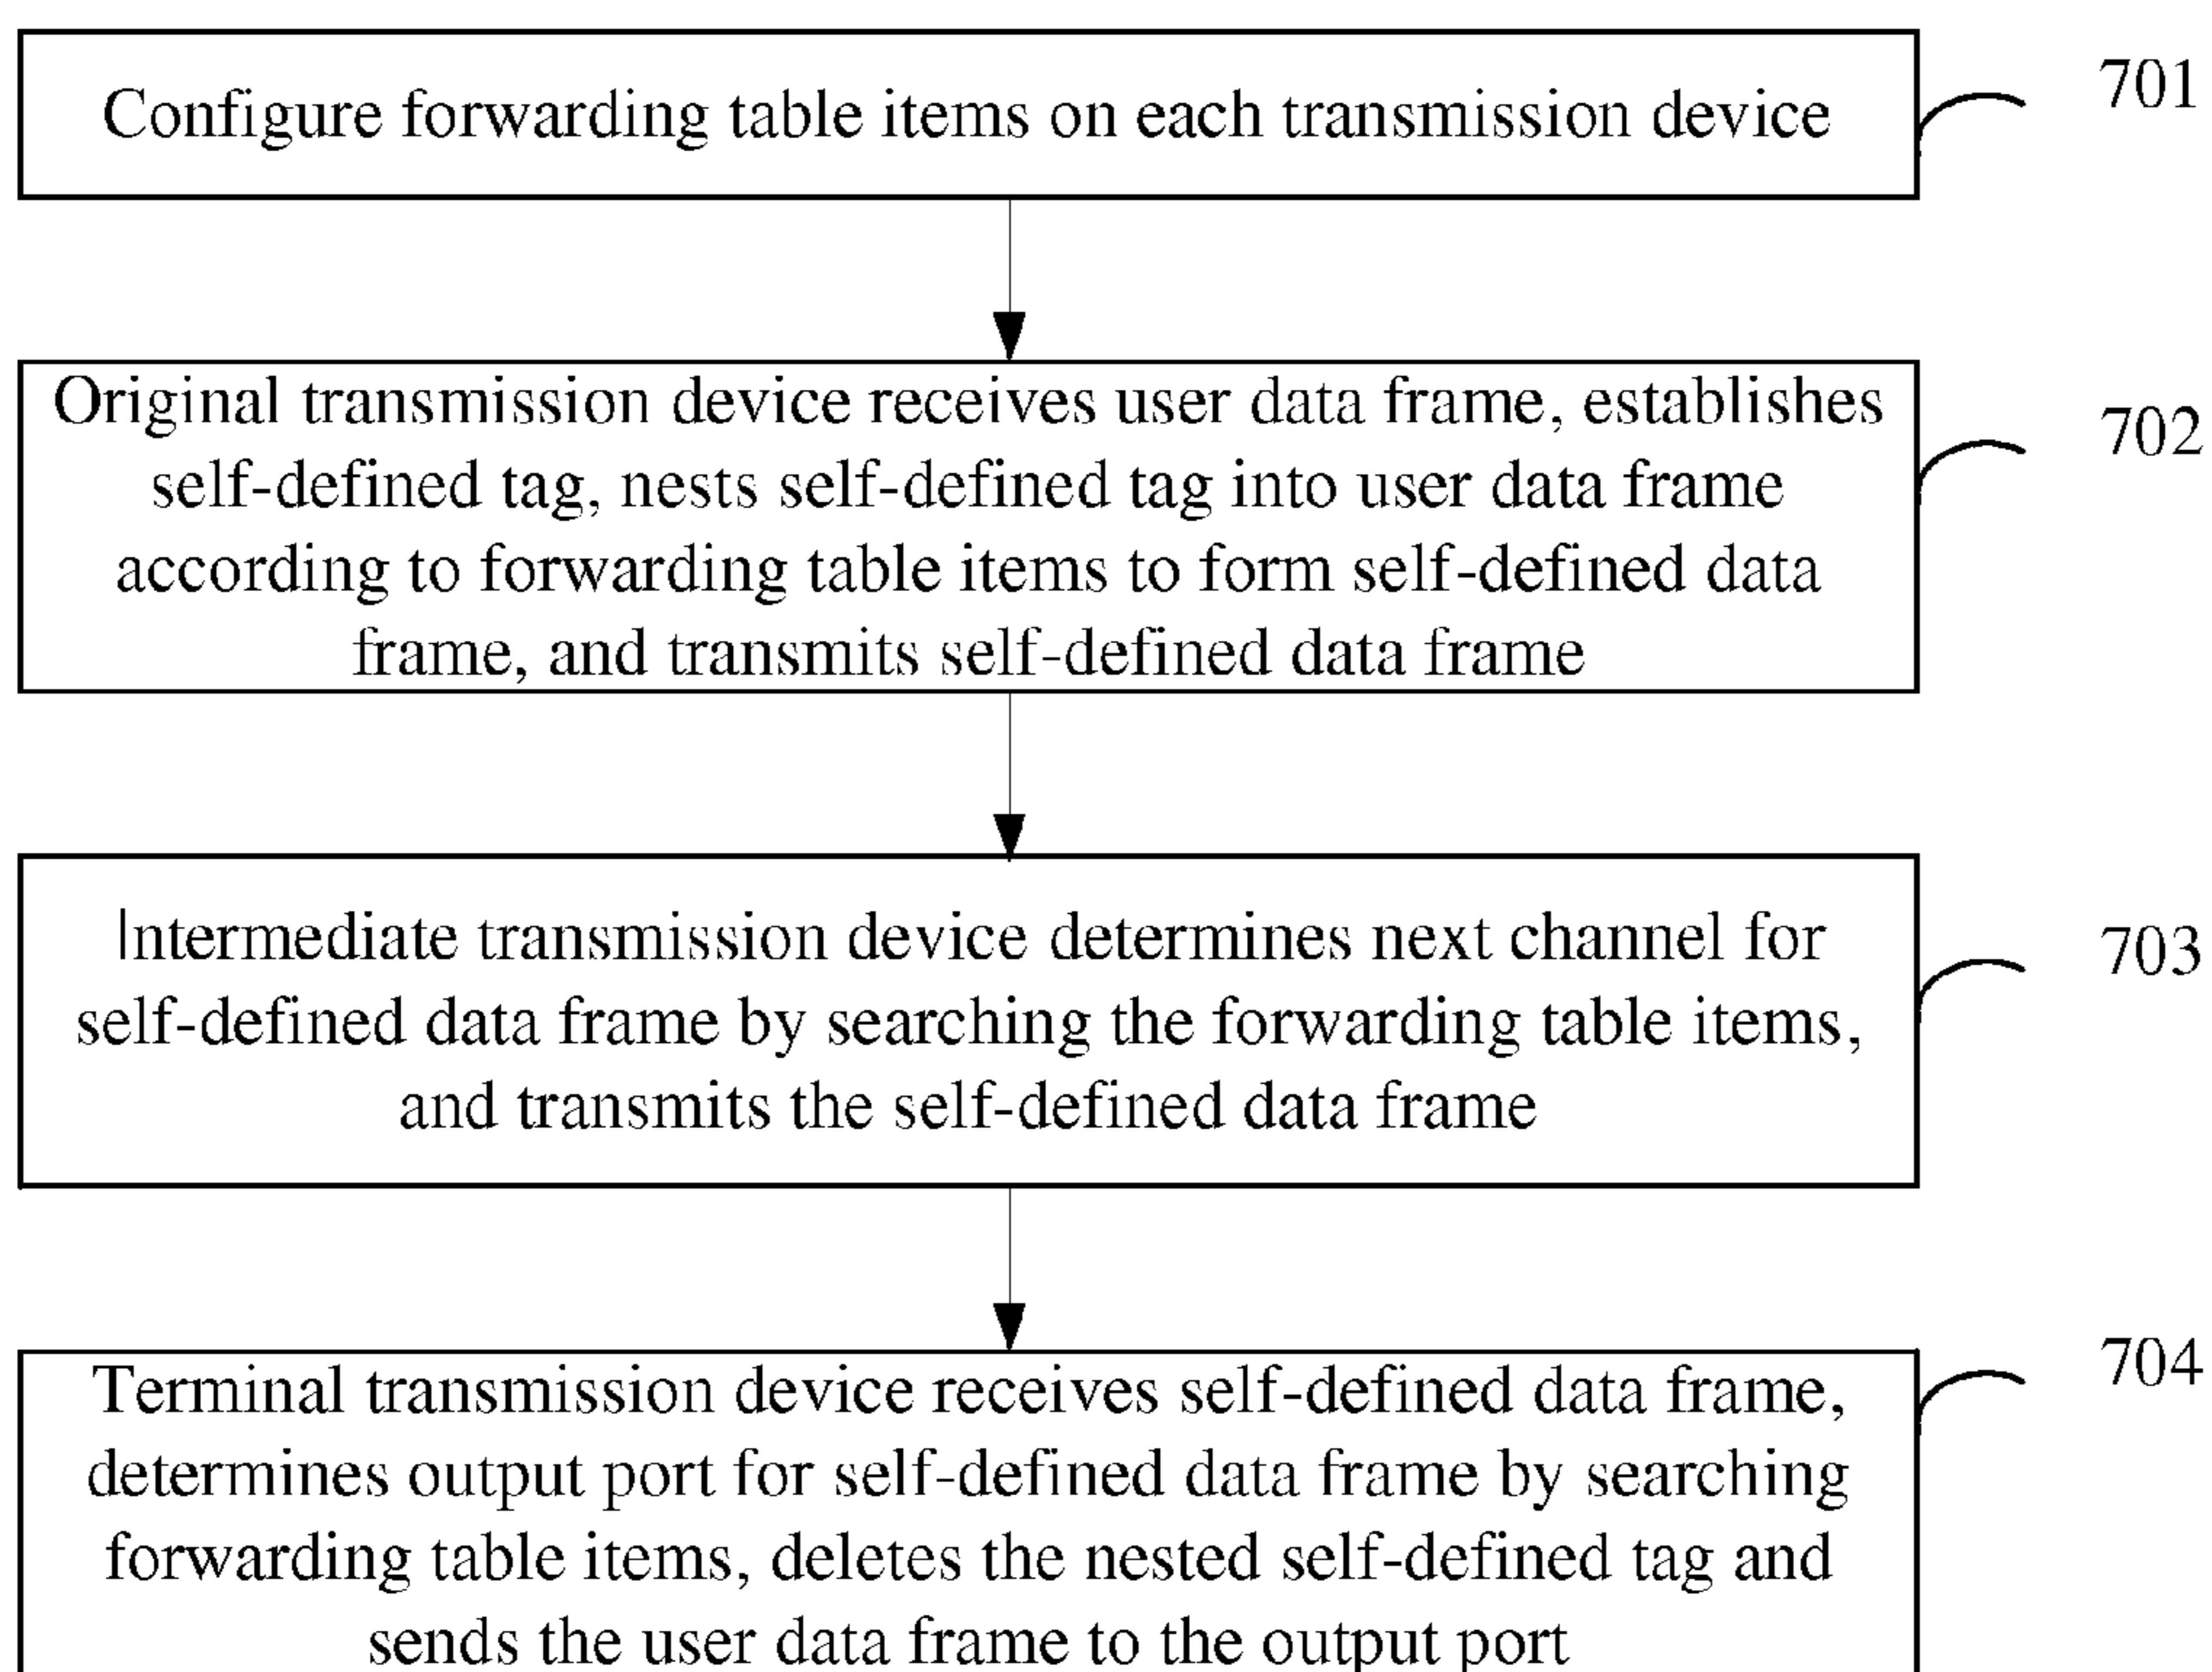 Configure forwarding table items on each transmission device
701
Original transmission device receives user data frame, establishes
self-defined tag, nests self-defined tag into user data frame
according to forwarding table items to form self-defined data
frame, and transmits self-defined data frame
702
Intermediate transmission device determines next channel for
self-defined data frame by searching the forwarding table items,
and transmits the self-defined data frame
703
Terminal transmission device receives self-defined data frame,
determines output port for self-defined data frame by searching
forwarding table items, deletes the nested self-defined tag and
sends the user data frame to the output port
704